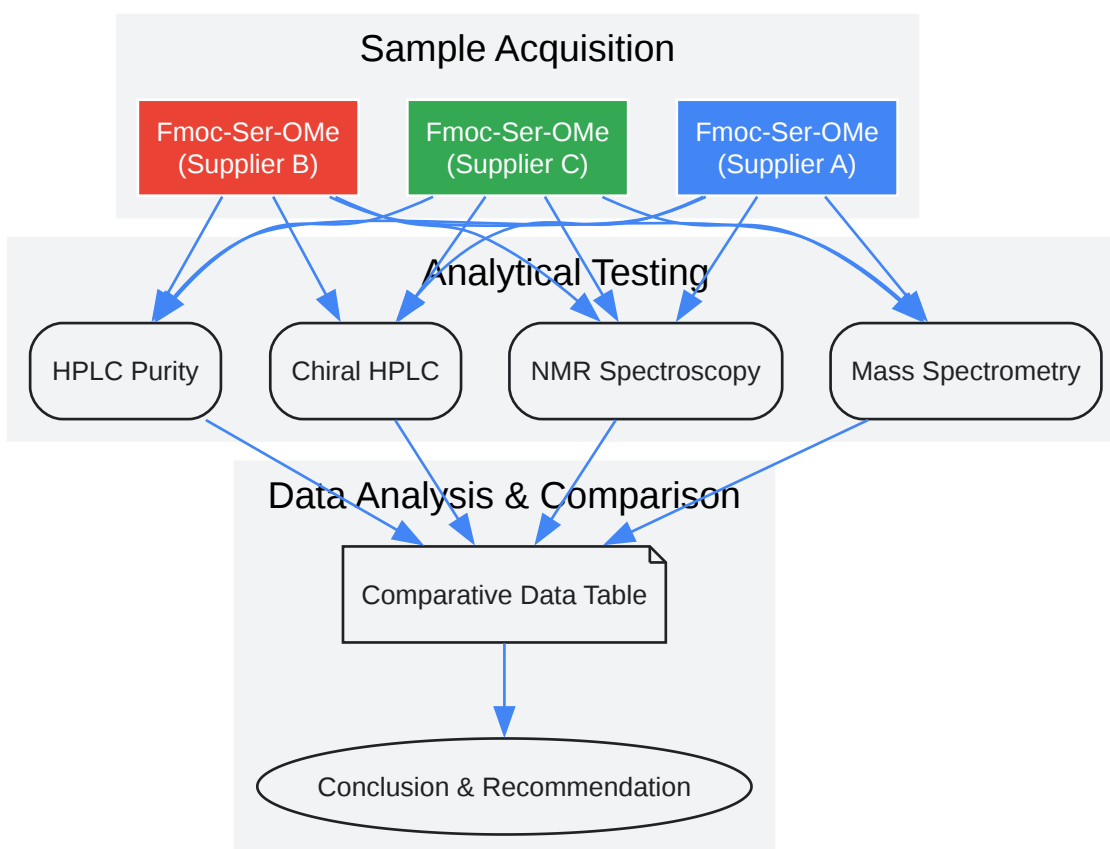 Sample Acquisition
Fmoc-Ser-OMe
(Supplier B)
Fmoc-Ser-OMe
(Supplier C)
Fmoc-Ser-OMe
(Supplier A)
Analytical Testing
HPLC Purity
Chiral HPLC
NMR Spectroscopy
Mass Spectrometry
Data Analysis & Comparison
Comparative Data Table
Conclusion & Recommendation